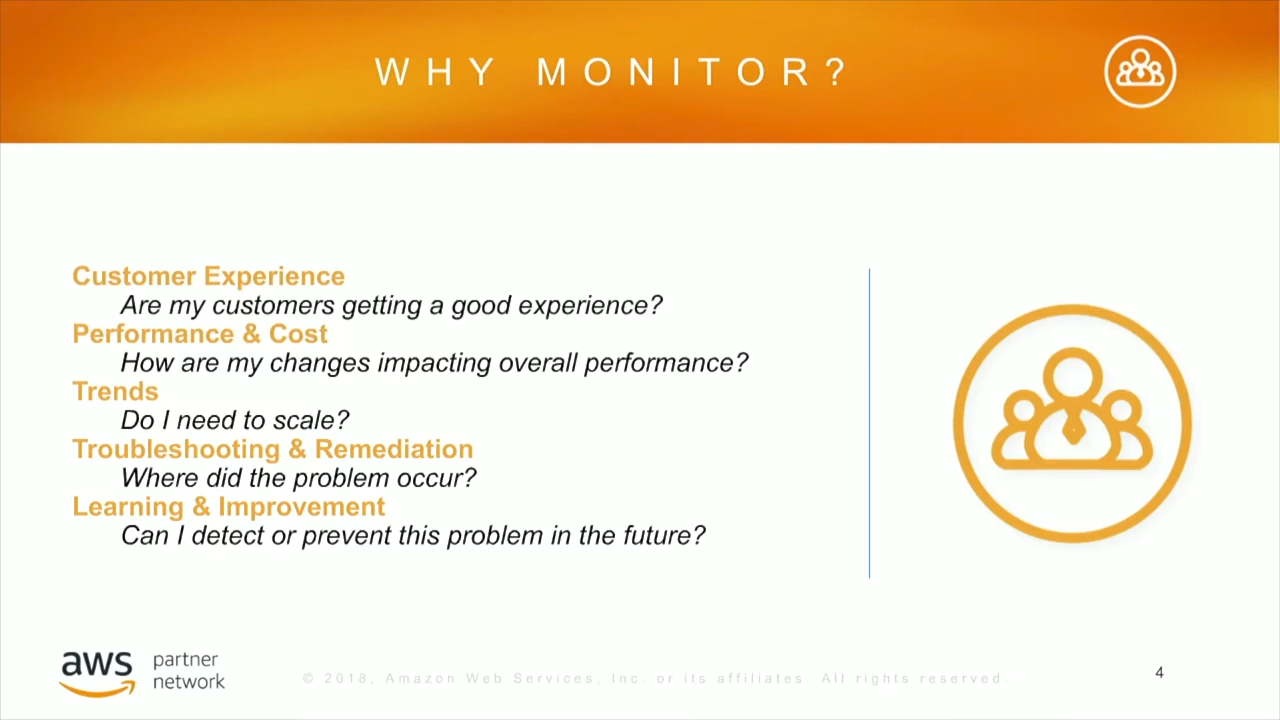 WHY MONITOR?
Customer Experience
Are my customers getting a good experience?
Performance & Cost
How are my changes impacting overall performance?
Trends
Do I need to scale?
Troubleshooting & Remediation
Where did the problem occur?
Learning & Improvement
Can I detect or prevent this problem in the future?
aws partner
network
© 2018, Amazon Web Services, Inc. or its affiliates. All rights reserved.
4